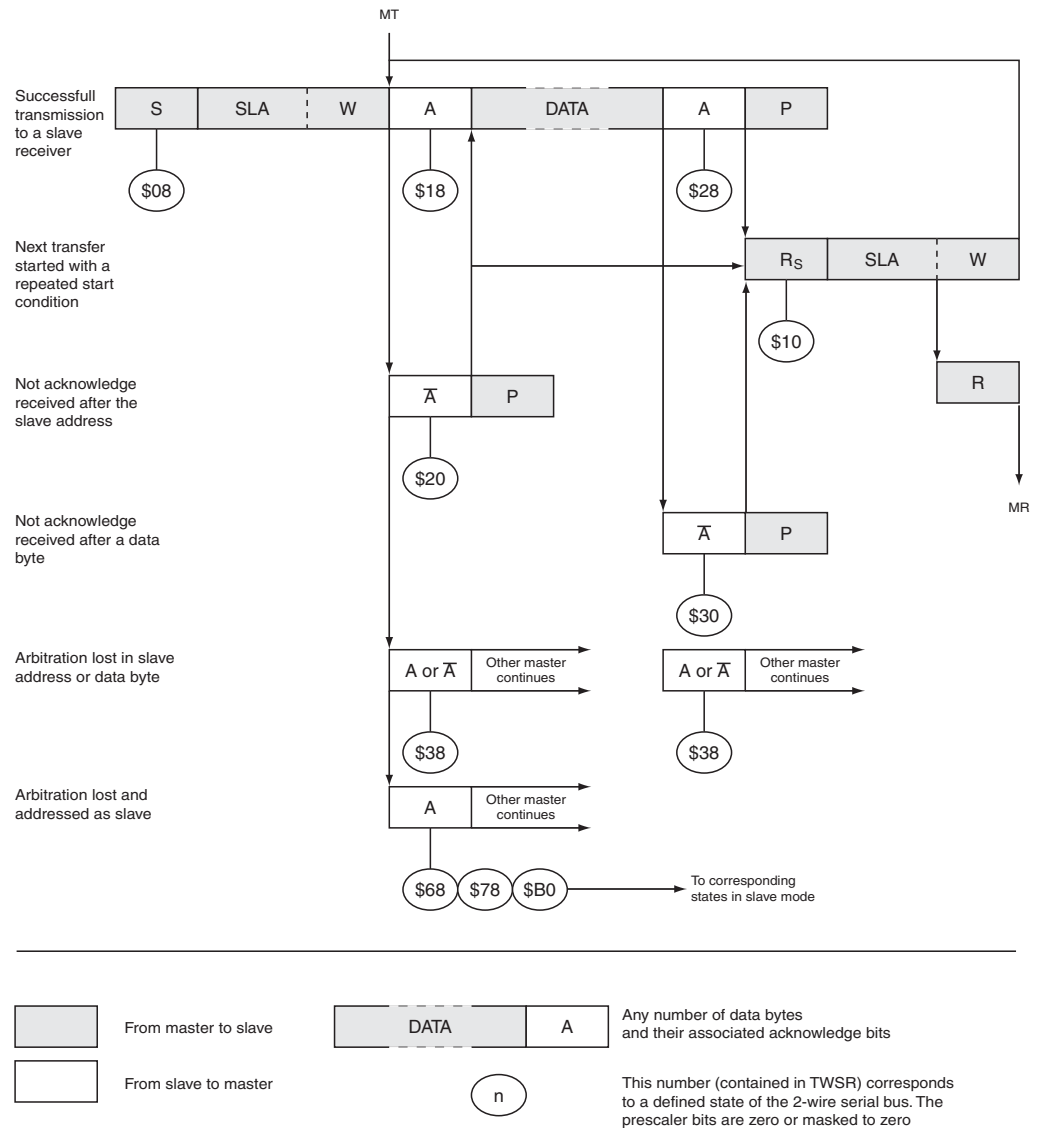 MT
Successfull
transmission
to a slave
receiver
S SLA W A DATA A P
$08 $18 $28
Next transfer
started with a
repeated start
condition
RS SLA W
$10
Not acknowledge
received after the
slave address
A̅ P
R
$20
MR
Not acknowledge
received after a data
byte
A̅ P
$30
Arbitration lost in slave
address or data byte
A or A̅
Other master
continues
A or A̅
Other master
continues
$38 $38
Arbitration lost and
addressed as slave
A
Other master
continues
$68 $78 $B0
To corresponding
states in slave mode
From master to slave
DATA A
Any number of data bytes
and their associated acknowledge bits
From slave to master
n
This number (contained in TWSR) corresponds
to a defined state of the 2-wire serial bus. The
prescaler bits are zero or masked to zero